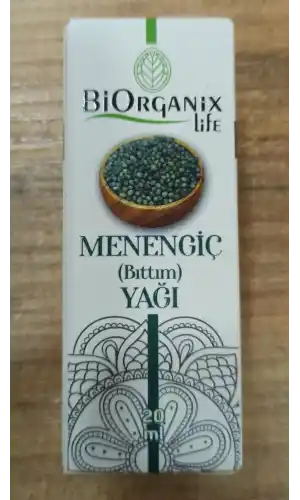 BiORGANiX
life
MENENGİÇ
(Bıttım)
YAĞI
20
ml